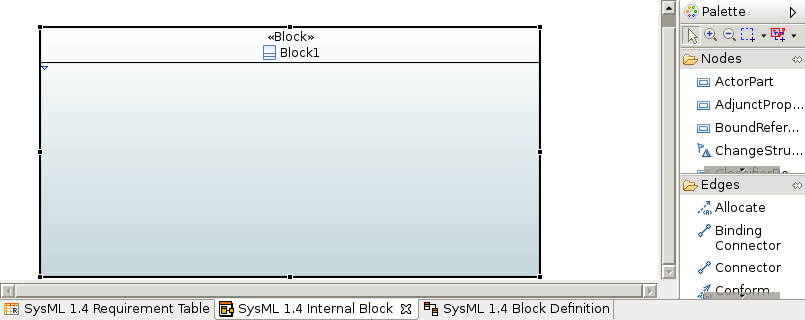 «Block»
Block1
Palette
Nodes
ActorPart
AdjunctProp...
BoundRefer...
ChangeStru...
Edges
Allocate
Binding
Connector
Connector
Conform
SysML 1.4 Requirement Table
SysML 1.4 Internal Block
SysML 1.4 Block Definition